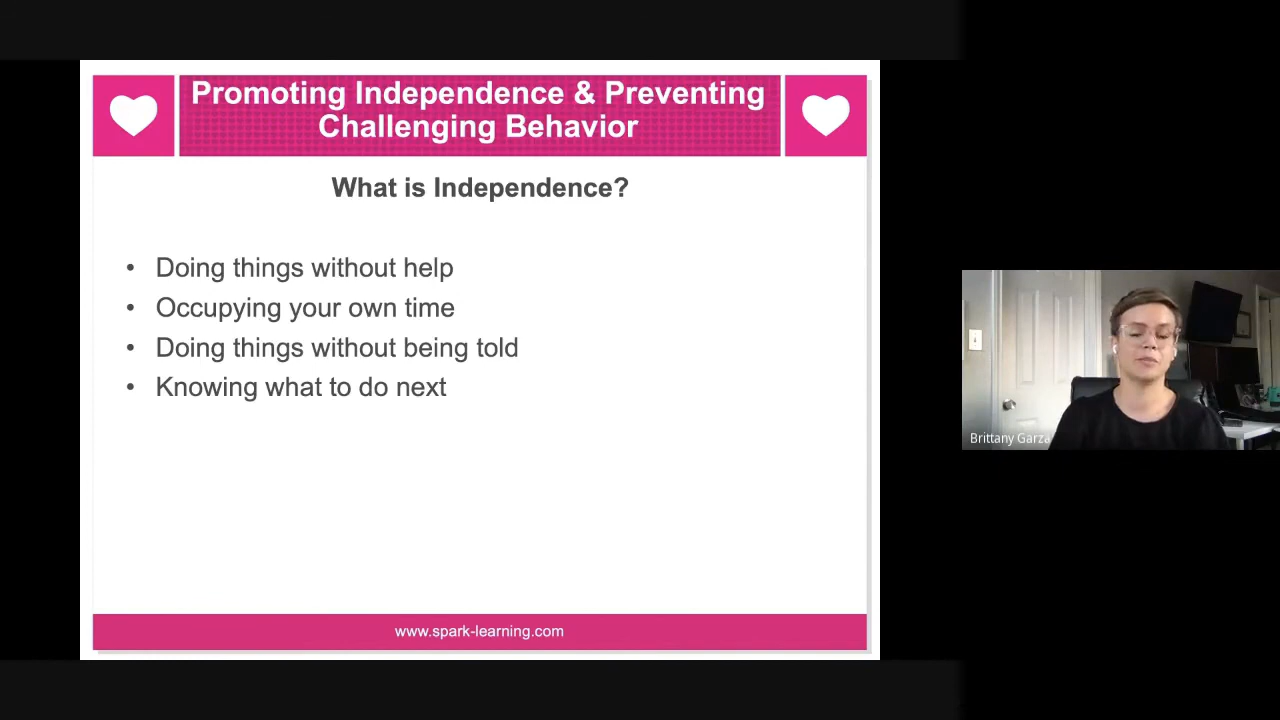 Promoting Independence & Preventing
Challenging Behavior
What is Independence?
• Doing things without help
• Occupying your own time
• Doing things without being told
• Knowing what to do next
www.spark-learning.com
Brittany Garza